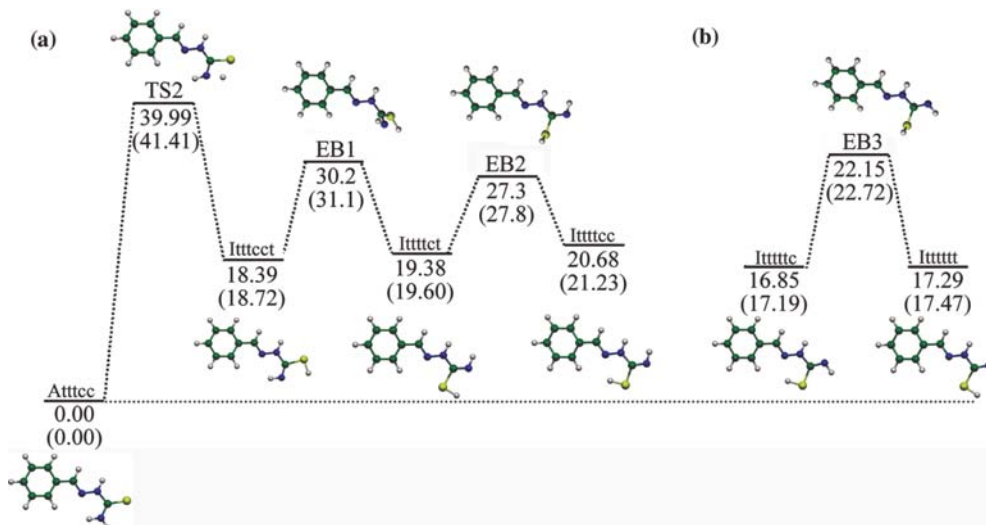 (a)
TS2
39.99
(41.41)
EB1
30.2
(31.1)
EB2
27.3
(27.8)
Atttcc
0.00
(0.00)
Itttcct
18.39
(18.72)
Ittttct
19.38
(19.60)
Ittttcc
20.68
(21.23)
(b)
EB3
22.15
(22.72)
Itttttc
16.85
(17.19)
Itttttt
17.29
(17.47)